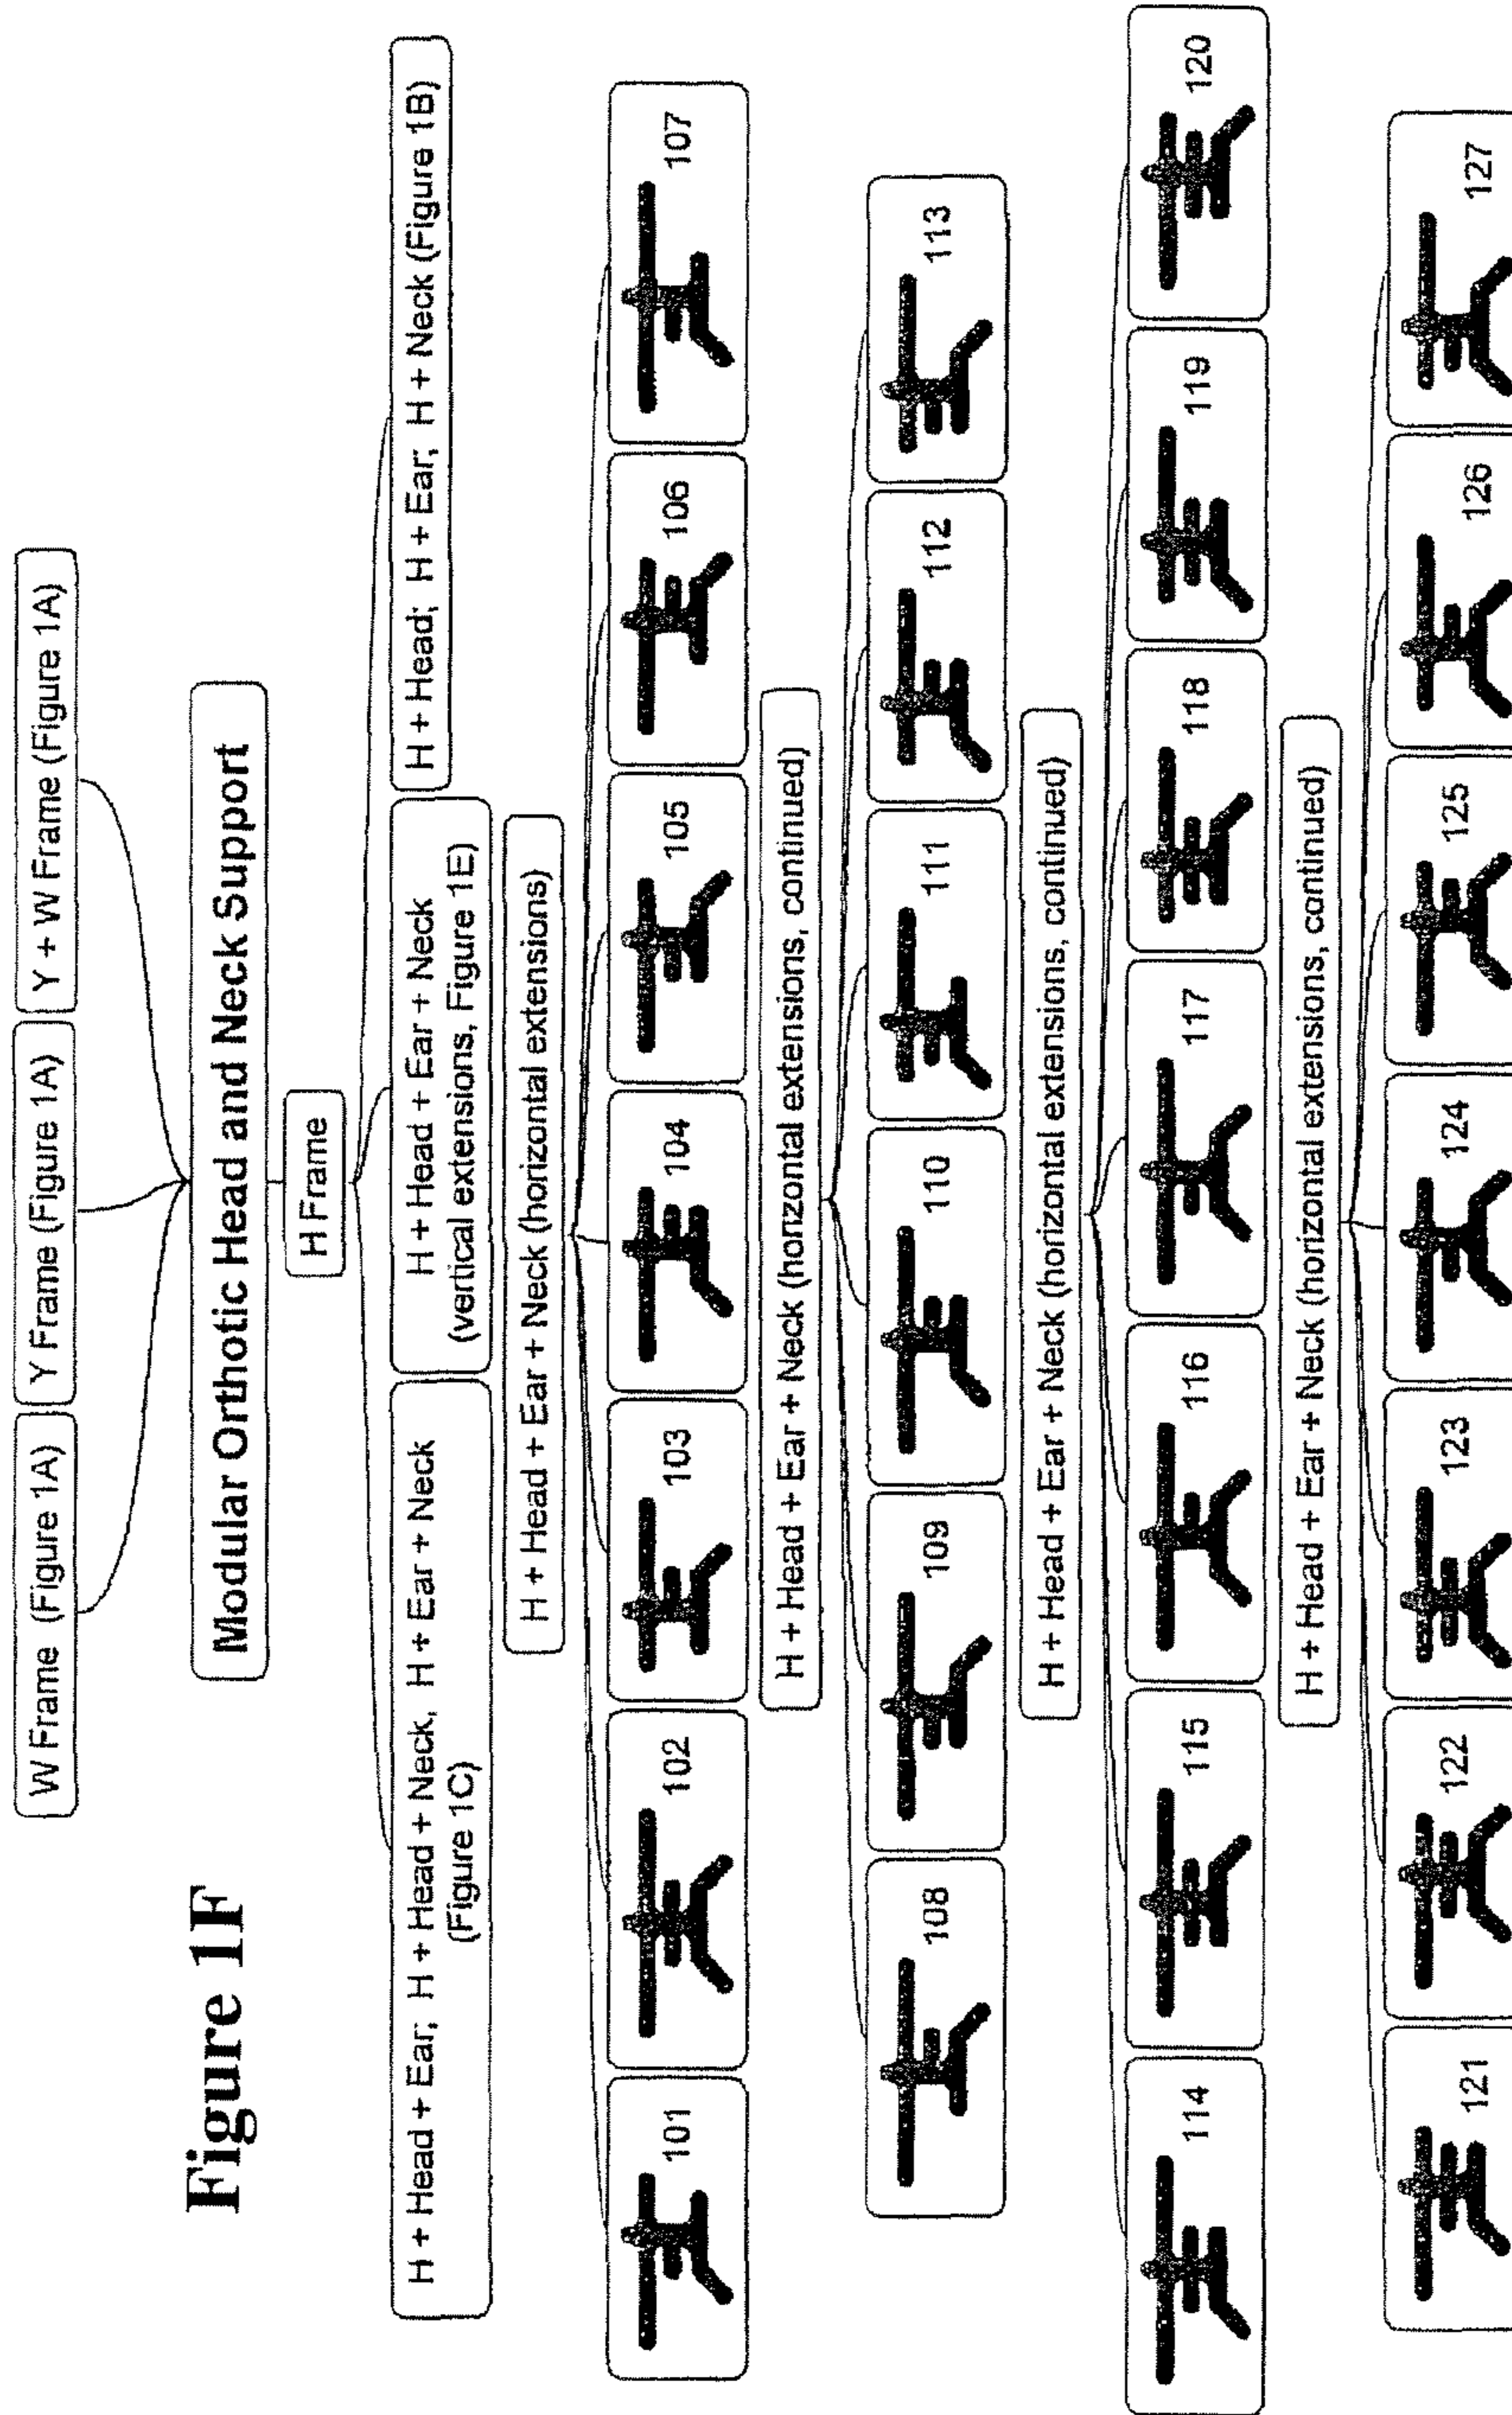 Figure 1F
W Frame (Figure 1A)
Y Frame (Figure 1A)
Y + W Frame (Figure 1A)
Modular Orthotic Head and Neck Support
H Frame
H + Head + Ear; H + Head + Neck, H + Ear + Neck
(Figure 1C)
H + Head + Ear + Neck
(vertical extensions, Figure 1E)
H + Head; H + Ear; H + Neck (Figure 1B)
H + Head + Ear + Neck (horizontal extensions)
101
102
103
104
105
106
107
H + Head + Ear + Neck (horizontal extensions, continued)
108
109
110
111
112
113
H + Head + Ear + Neck (horizontal extensions, continued)
114
115
116
117
118
119
120
H + Head + Ear + Neck (horizontal extensions, continued)
121
122
123
124
125
126
127